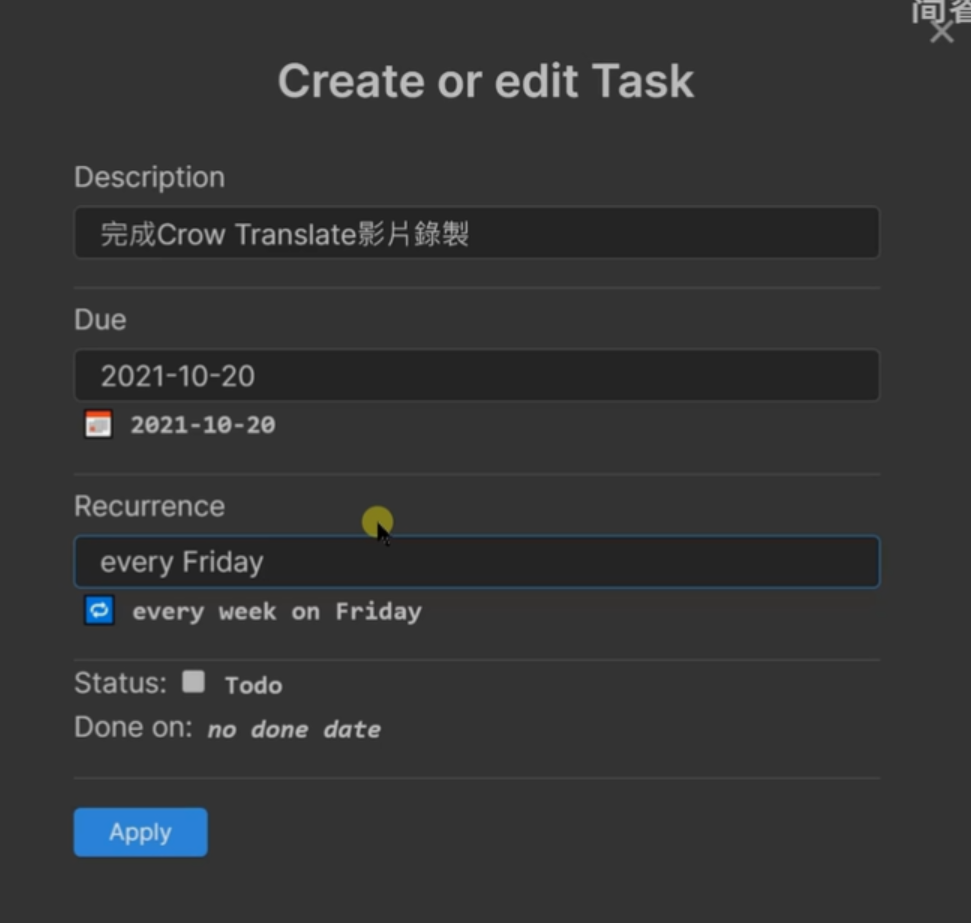 Create or edit Task
Description
完成Crow Translate影片錄製
Due
2021-10-20
2021-10-20
Recurrence
every Friday
every week on Friday
Status: Todo
Done on: no done date
Apply